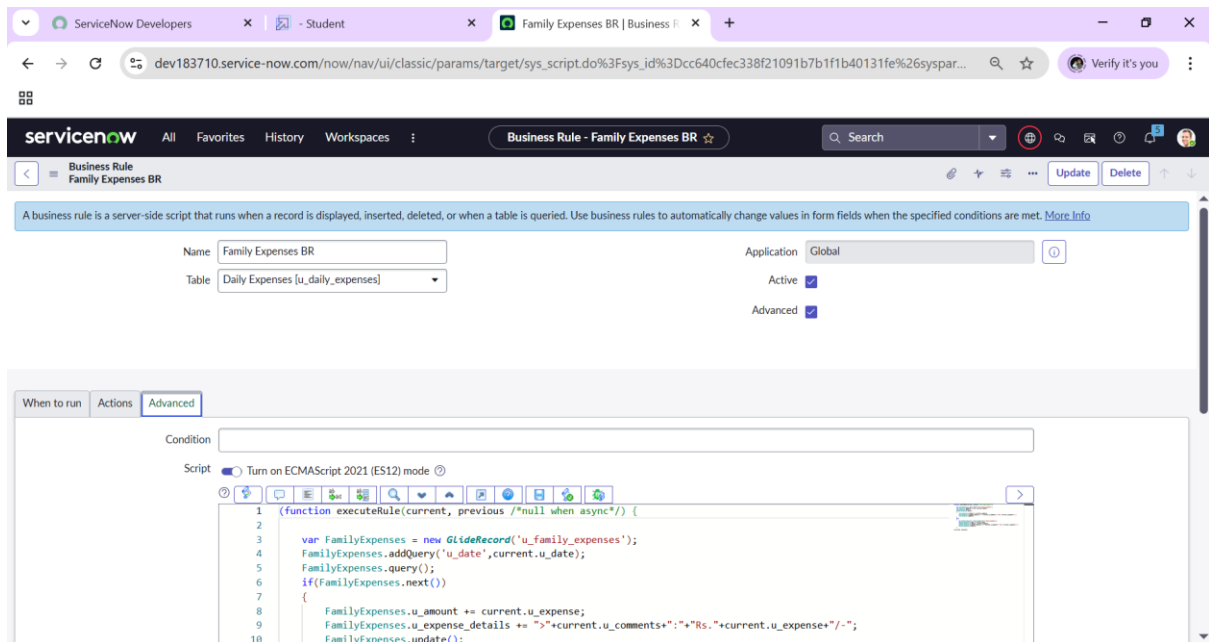 ServiceNow Developers
- Student
Family Expenses BR | Business R
dev183710.service-now.com/now/nav/ui/classic/params/target/sys_script.do%3Fsys_id%3Dcc640cfec338f21091b7b1f1b40131fe%26syspar...
Verify it's you
servicenow All Favorites History Workspaces Business Rule - Family Expenses BR Search 5
Business Rule
Family Expenses BR
Update Delete
A business rule is a server-side script that runs when a record is displayed, inserted, deleted, or when a table is queried. Use business rules to automatically change values in form fields when the specified conditions are met. More Info
Name Family Expenses BR Application Global
Table Daily Expenses [u_daily_expenses] Active
Advanced
When to run Actions Advanced
Condition
Script Turn on ECMAScript 2021 (ES12) mode
1 (function executeRule(current, previous /*null when async*/) {
2
3 var FamilyExpenses = new GlideRecord('u_family_expenses');
4 FamilyExpenses.addQuery('u_date',current.u_date);
5 FamilyExpenses.query();
6 if(FamilyExpenses.next())
7 {
8 FamilyExpenses.u_amount += current.u_expense;
9 FamilyExpenses.u_expense_details += ">"+current.u_comments+":"+"Rs."+current.u_expense+"/-";
10 FamilyExpenses.update();